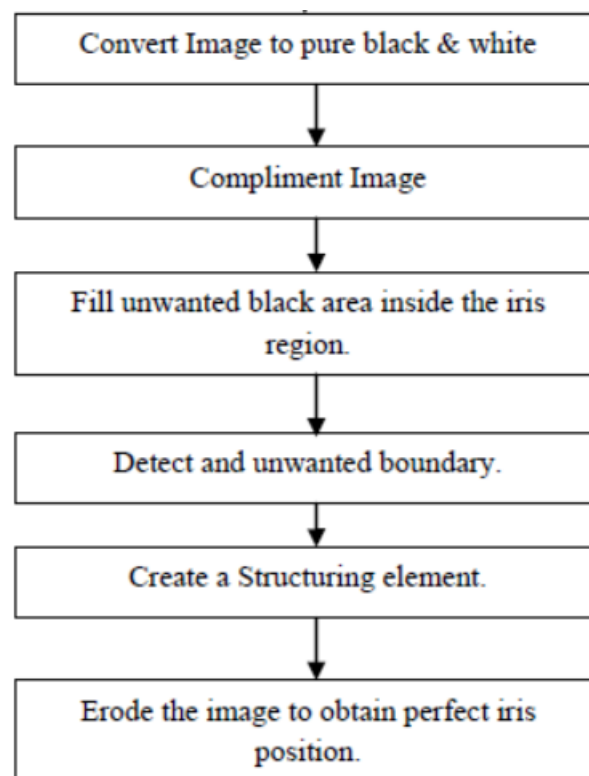 Convert Image to pure black & white
Compliment Image
Fill unwanted black area inside the iris
region.
Detect and unwanted boundary.
Create a Structuring element.
Erode the image to obtain perfect iris
position.